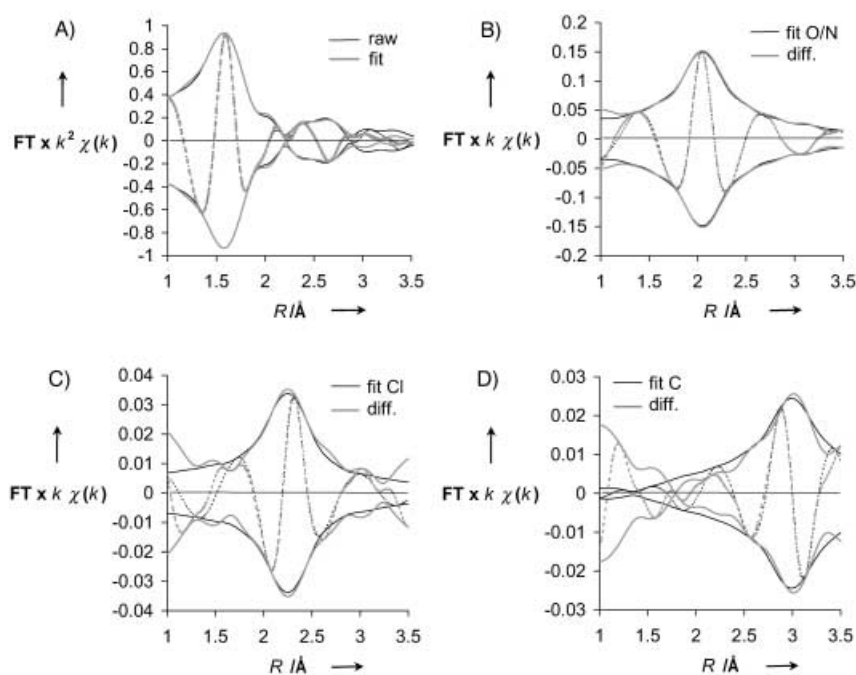 A)
raw
fit
FT x k² χ(k)
1
0.8
0.6
0.4
0.2
0
-0.2
-0.4
-0.6
-0.8
-1
1 1.5 2 2.5 3 3.5
R /Å
B)
fit O/N
diff.
FT x k χ(k)
0.2
0.15
0.1
0.05
0
-0.05
-0.1
-0.15
-0.2
1 1.5 2 2.5 3 3.5
R /Å
C)
fit Cl
diff.
FT x k χ(k)
0.04
0.03
0.02
0.01
0
-0.01
-0.02
-0.03
-0.04
1 1.5 2 2.5 3 3.5
R /Å
D)
fit C
diff.
FT x k χ(k)
0.03
0.02
0.01
0
-0.01
-0.02
-0.03
1 1.5 2 2.5 3 3.5
R /Å